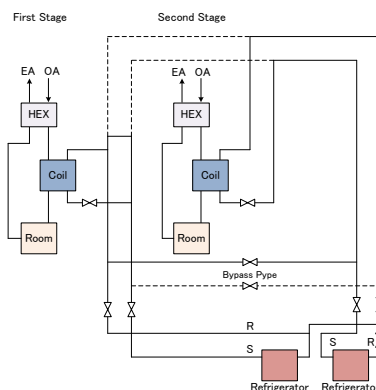 First Stage
Second Stage
EA OA
EA OA
HEX
HEX
Coil
Coil
Room
Room
Bypass Pype
R
S
S
R
Refrigerator
Refrigerator